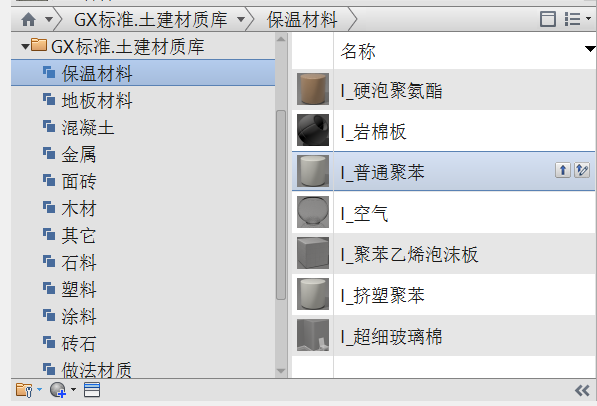 GX标准.土建材质库 保温材料
GX标准.土建材质库
保温材料
地板材料
混凝土
金属
面砖
木材
其它
石料
塑料
涂料
砖石
做法材质
名称
I_硬泡聚氨酯
I_岩棉板
I_普通聚苯
I_空气
I_聚苯乙烯泡沫板
I_挤塑聚苯
I_超细玻璃棉